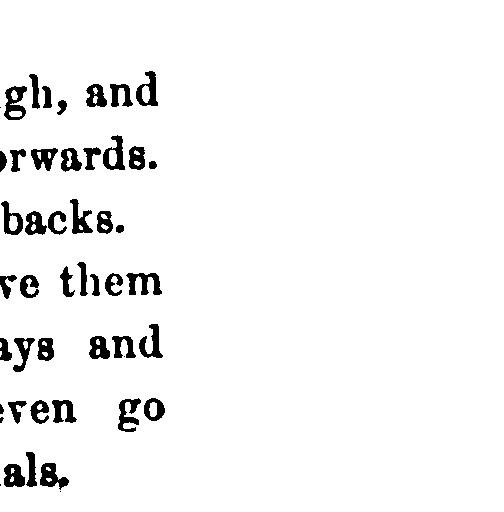 gh, and
orwards.
backs.
ve them
ays and
even go
als.